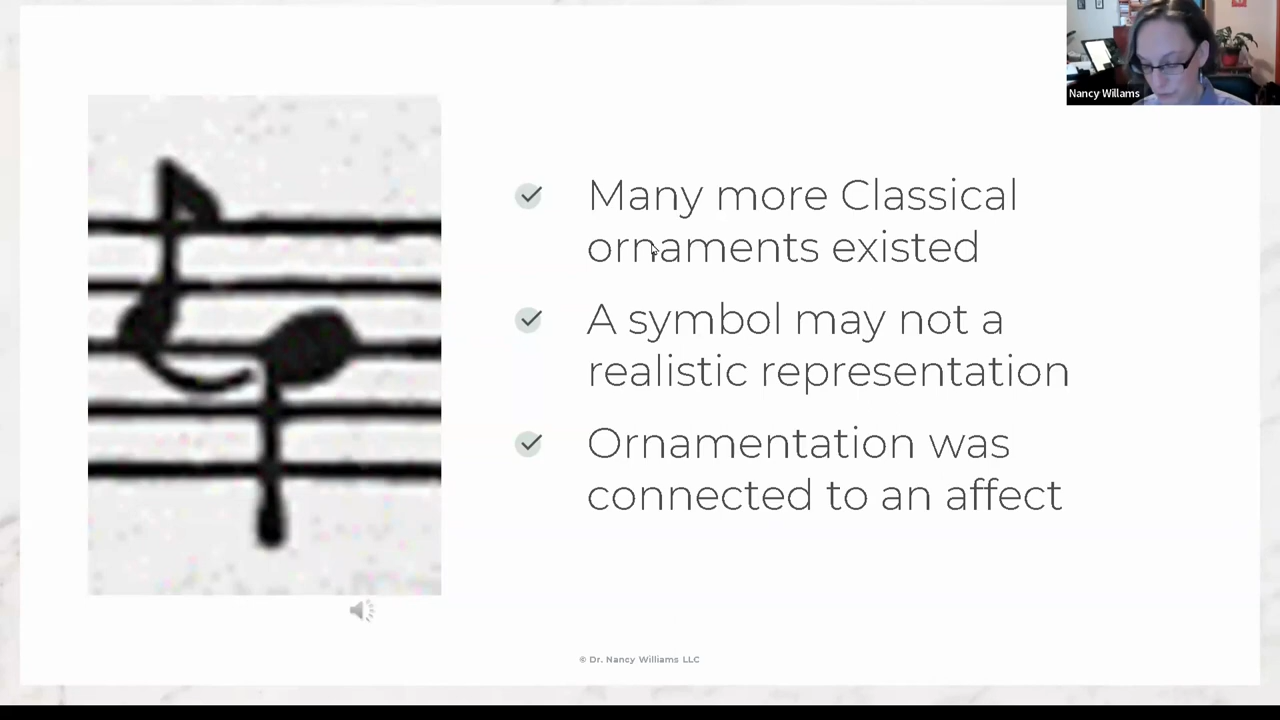 Nancy Willams
Many more Classical
ornaments existed
A symbol may not a
realistic representation
Ornamentation was
connected to an affect
© Dr. Nancy Williams LLC